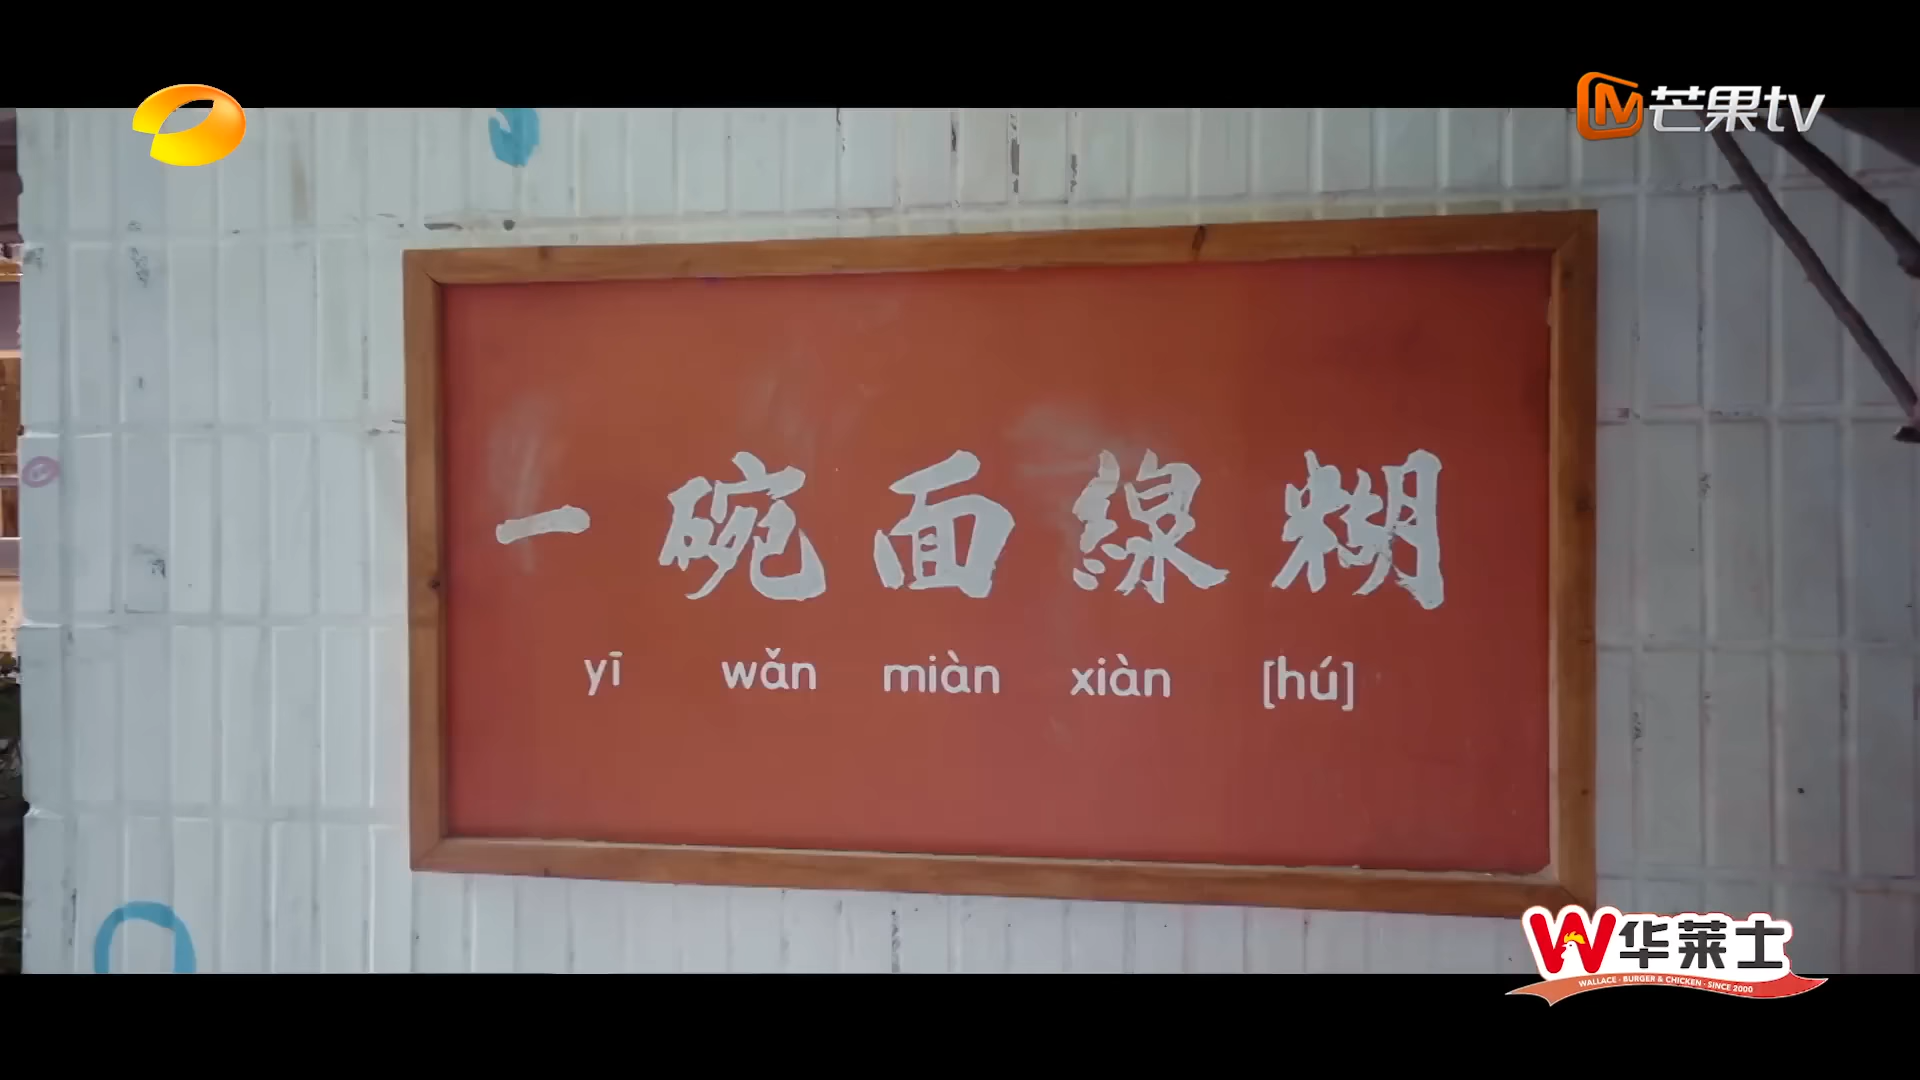 芒果tv
一碗面線糊
yī wǎn miàn xiàn [hú]
W华莱士
WALLACE · BURGER & CHICKEN · SINCE 2000